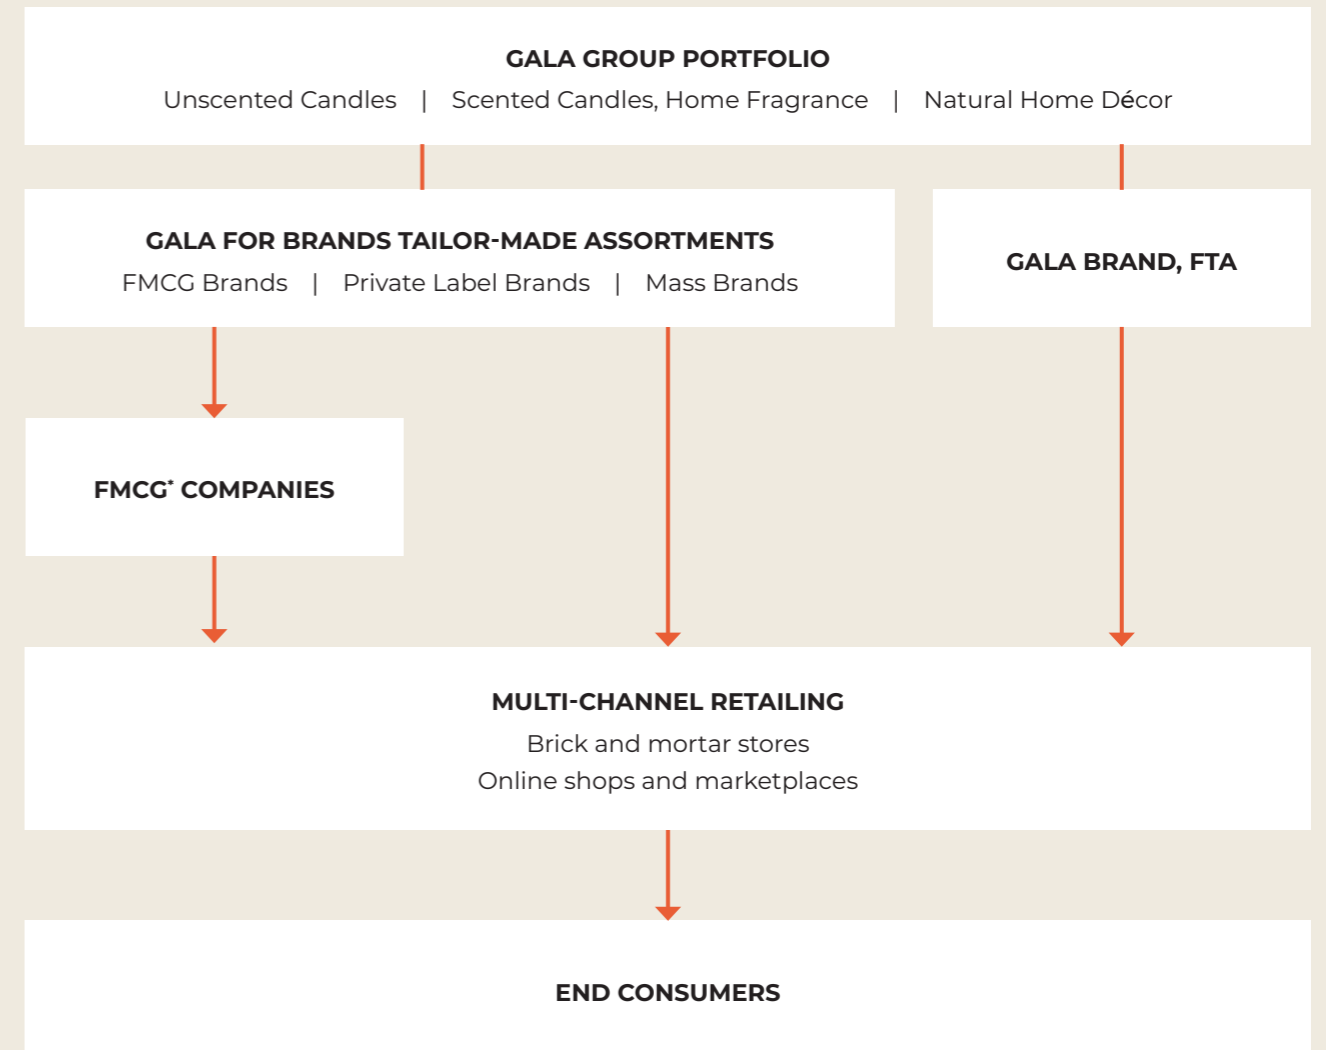 GALA GROUP PORTFOLIO
Unscented Candles | Scented Candles, Home Fragrance | Natural Home Décor
GALA FOR BRANDS TAILOR-MADE ASSORTMENTS
FMCG Brands | Private Label Brands | Mass Brands
GALA BRAND, FTA
FMCG* COMPANIES
MULTI-CHANNEL RETAILING
Brick and mortar stores
Online shops and marketplaces
END CONSUMERS